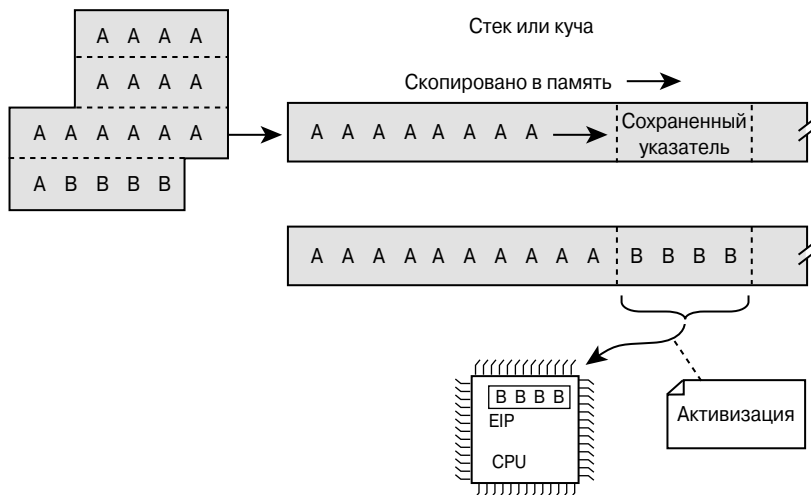 A A A A
A A A A
A A A A A A
A B B B B
Стек или куча
Скопировано в память
A A A A A A A A
Сохраненный
указатель
A A A A A A A A A A B B B B
B B B B
EIP
CPU
Активизация